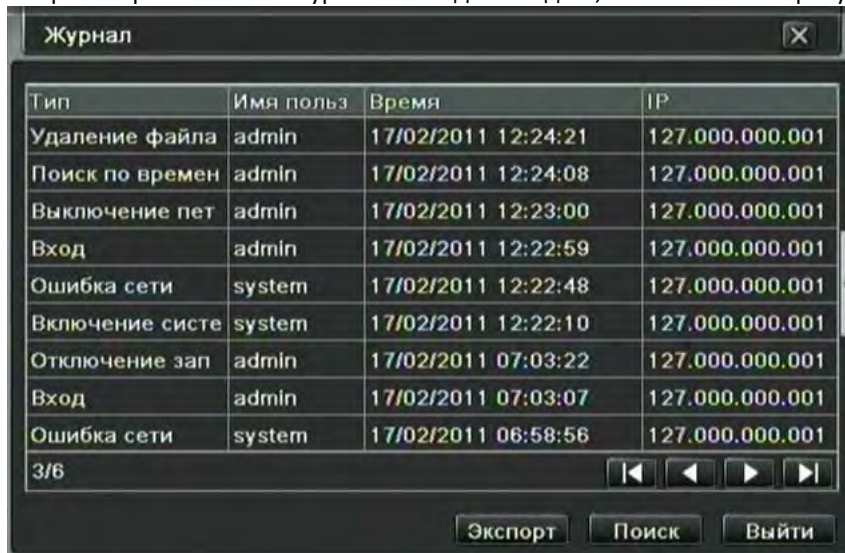 Журнал
Тип Имя польз Время IP
Удаление файла admin 17/02/2011 12:24:21 127.000.000.001
Поиск по времен admin 17/02/2011 12:24:08 127.000.000.001
Выключение пет admin 17/02/2011 12:23:00 127.000.000.001
Вход admin 17/02/2011 12:22:59 127.000.000.001
Ошибка сети system 17/02/2011 12:22:48 127.000.000.001
Включение систе system 17/02/2011 12:22:10 127.000.000.001
Отключение зап admin 17/02/2011 07:03:22 127.000.000.001
Вход admin 17/02/2011 07:03:07 127.000.000.001
Ошибка сети system 17/02/2011 06:58:56 127.000.000.001
3/6
Экспорт Поиск Выйти